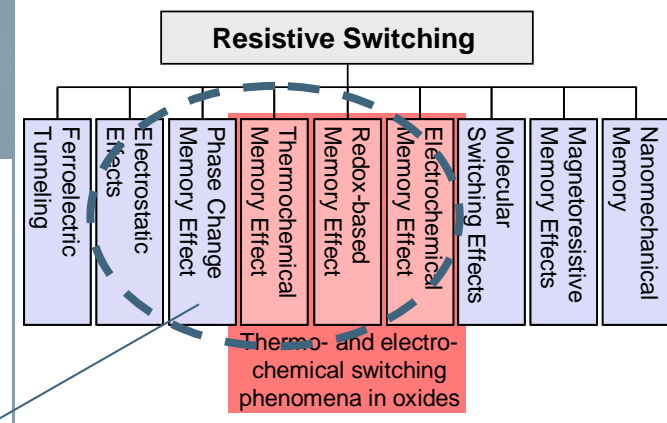 Resistive Switching
Ferroelectric
Tunneling
Electrostatic
Effects
Phase Change
Memory Effect
Thermochemical
Memory Effect
Redox-based
Memory Effect
Electrochemical
Memory Effect
Molecular
Switching Effects
Magnetoresistive
Memory Effects
Nanomechanical
Memory
Thermo- and electro-
chemical switching
phenomena in oxides